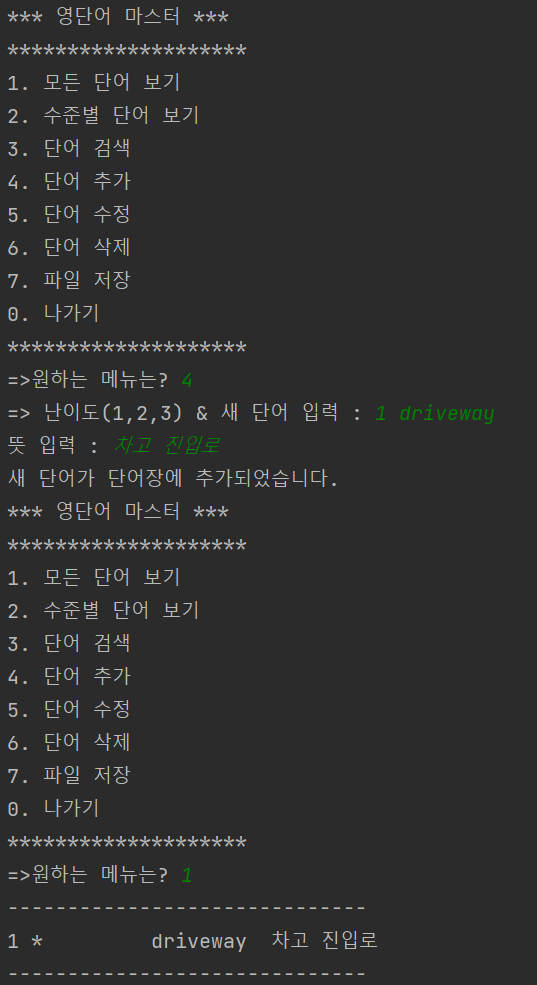 *** 영단어 마스터 ***
********************
1. 모든 단어 보기
2. 수준별 단어 보기
3. 단어 검색
4. 단어 추가
5. 단어 수정
6. 단어 삭제
7. 파일 저장
0. 나가기
********************
=>원하는 메뉴는? 4
=> 난이도(1,2,3) & 새 단어 입력 : 1 driveway
뜻 입력 : 차고 진입로
새 단어가 단어장에 추가되었습니다.
*** 영단어 마스터 ***
********************
1. 모든 단어 보기
2. 수준별 단어 보기
3. 단어 검색
4. 단어 추가
5. 단어 수정
6. 단어 삭제
7. 파일 저장
0. 나가기
********************
=>원하는 메뉴는? 1
------------------------------
1 *         driveway  차고 진입로
------------------------------